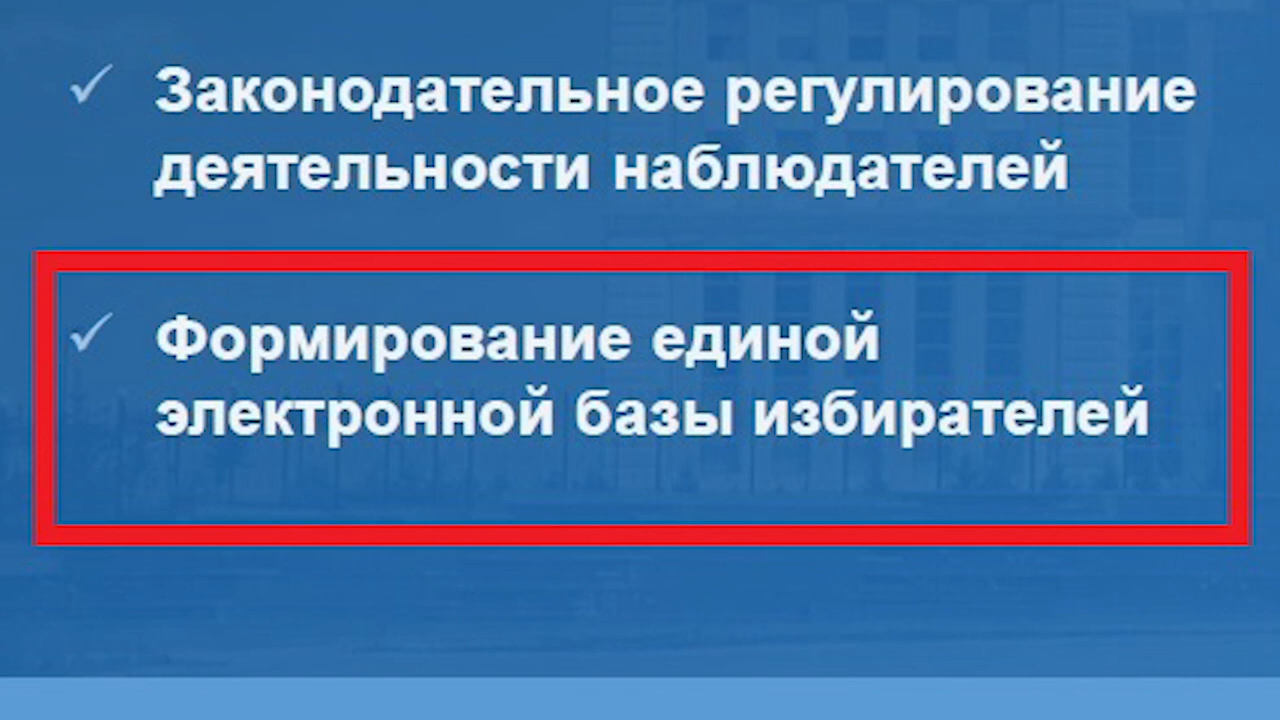 Законодательное регулирование
деятельности наблюдателей
Формирование единой
электронной базы избирателей